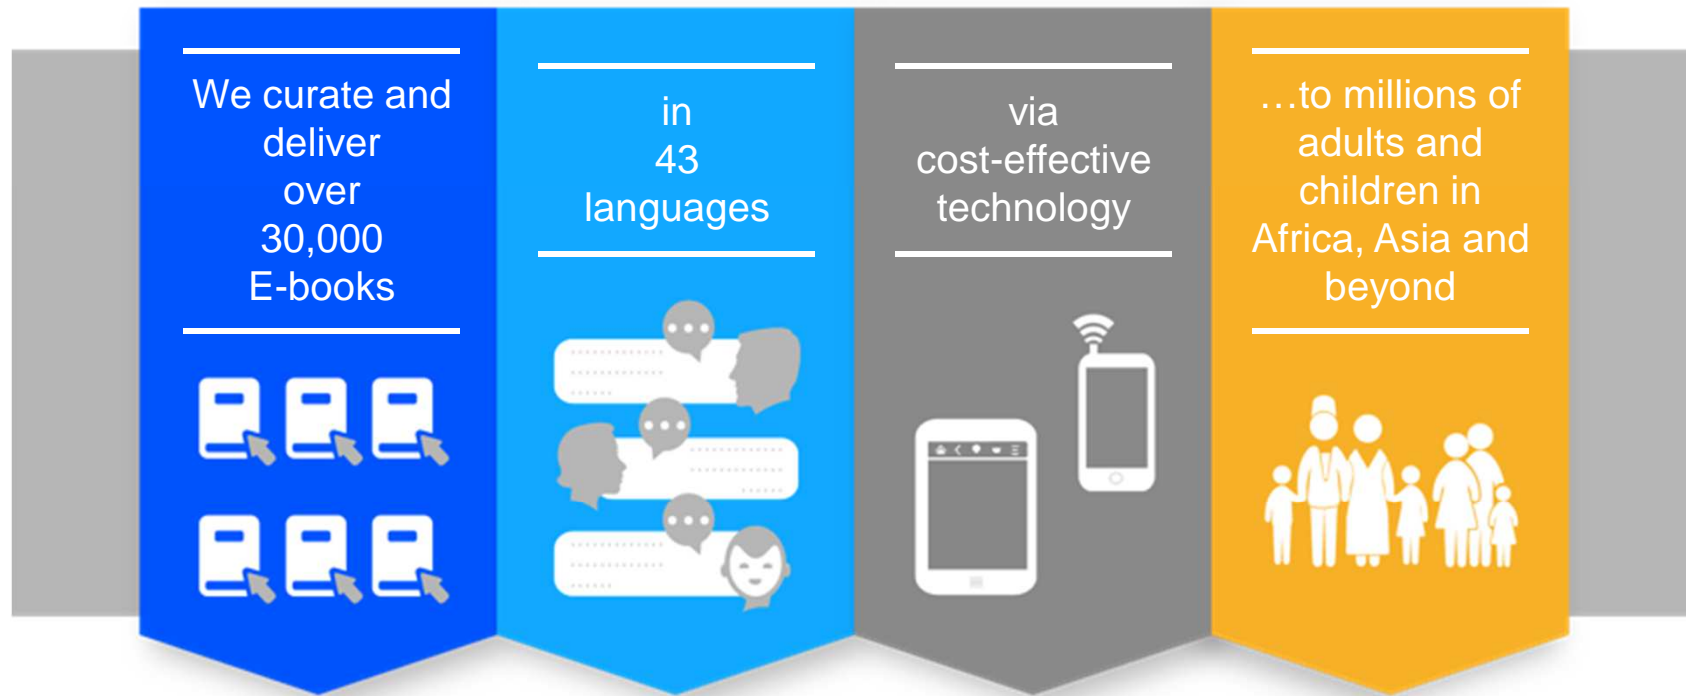 We curate and
deliver
over
30,000
E-books
in
43
languages
via
cost-effective
technology
…to millions of
adults and
children in
Africa, Asia and
beyond